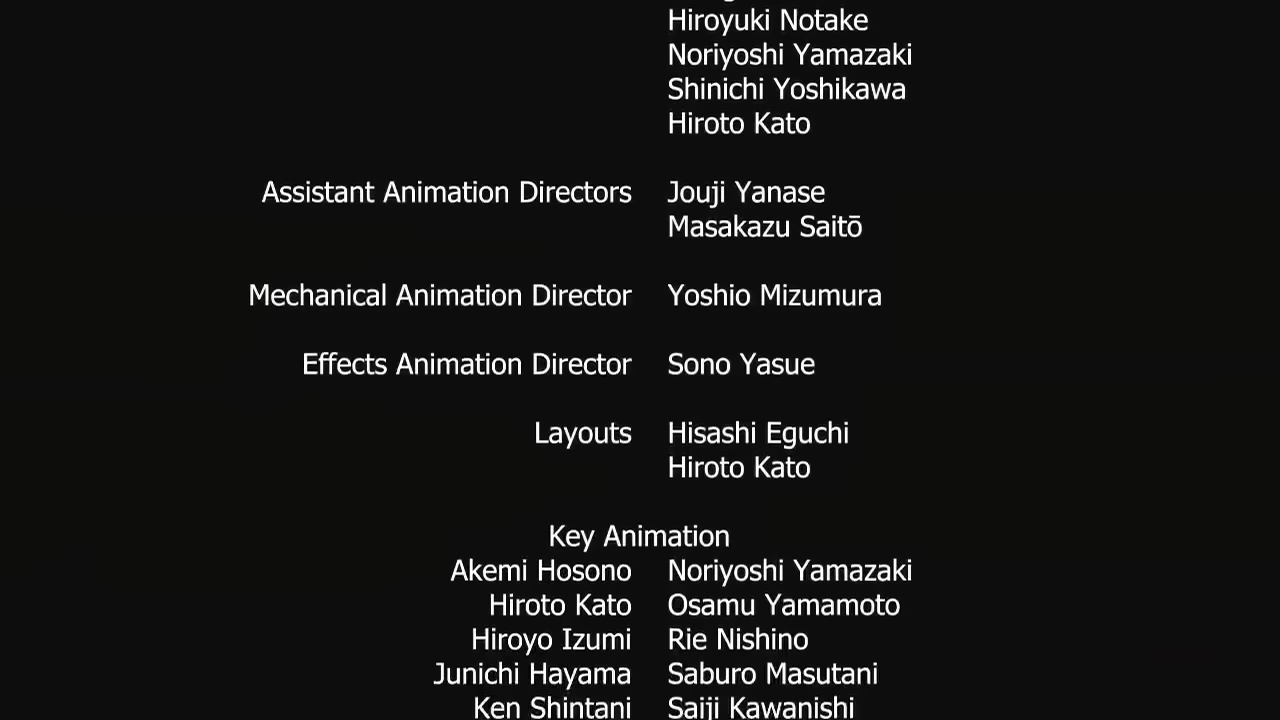 Hiroyuki Notake
Noriyoshi Yamazaki
Shinichi Yoshikawa
Hiroto Kato
Assistant Animation Directors Jouji Yanase
Masakazu Saitō
Mechanical Animation Director Yoshio Mizumura
Effects Animation Director Sono Yasue
Layouts Hisashi Eguchi
Hiroto Kato
Key Animation
Akemi Hosono Noriyoshi Yamazaki
Hiroto Kato Osamu Yamamoto
Hiroyo Izumi Rie Nishino
Junichi Hayama Saburo Masutani
Ken Shintani Saiji Kawanishi